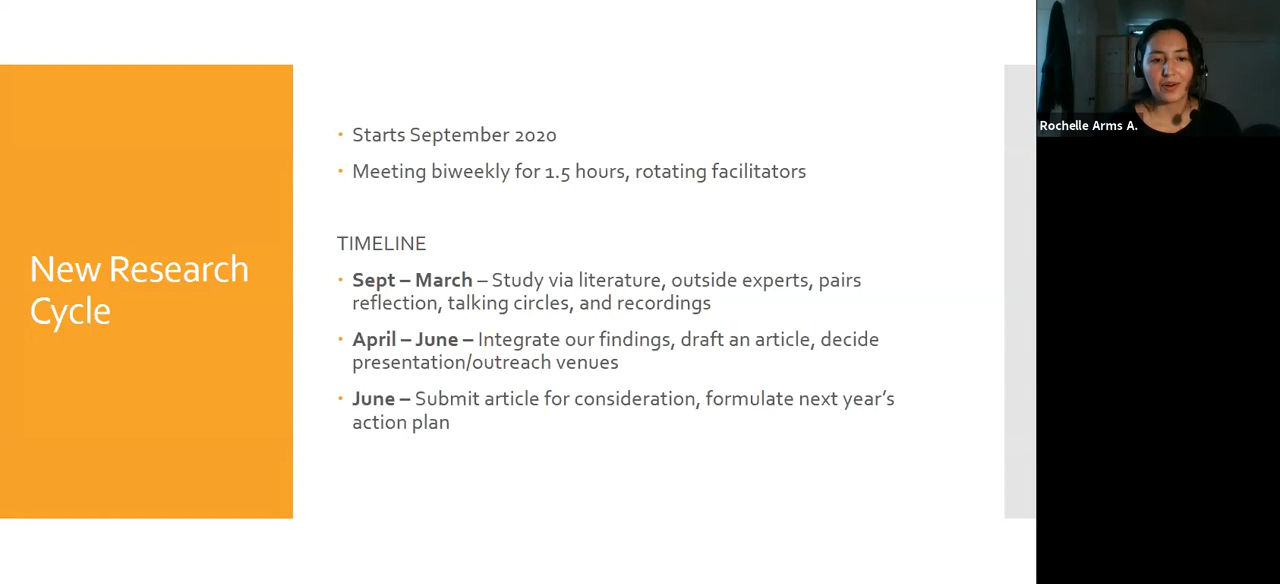 New Research
Cycle
• Starts September 2020
• Meeting biweekly for 1.5 hours, rotating facilitators
TIMELINE
• Sept – March – Study via literature, outside experts, pairs
reflection, talking circles, and recordings
• April – June – Integrate our findings, draft an article, decide
presentation/outreach venues
• June – Submit article for consideration, formulate next year’s
action plan
Rochelle Arms A.